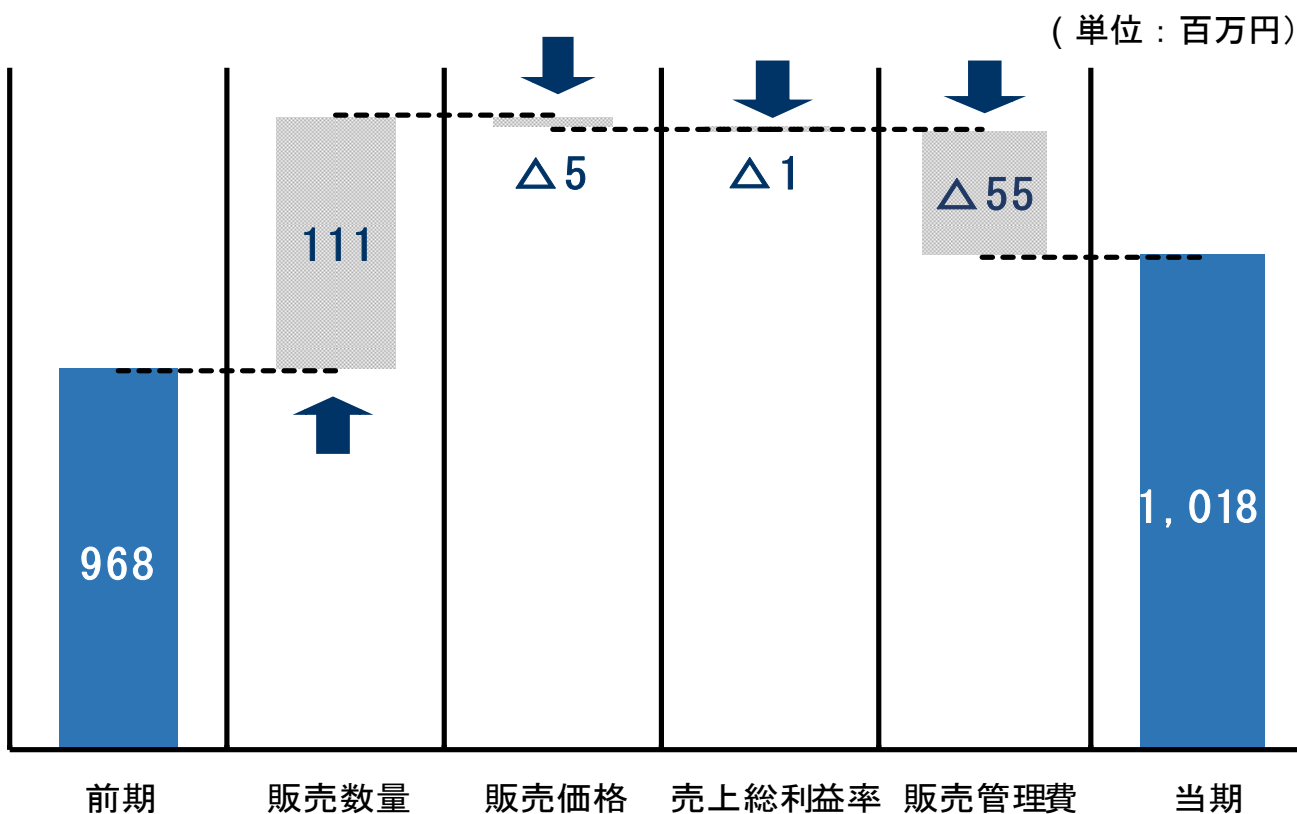 (単位：百万円）
△5
△1
△55
111
1,018
968
前期
販売数量
販売価格
売上総利益率
販売管理費
当期